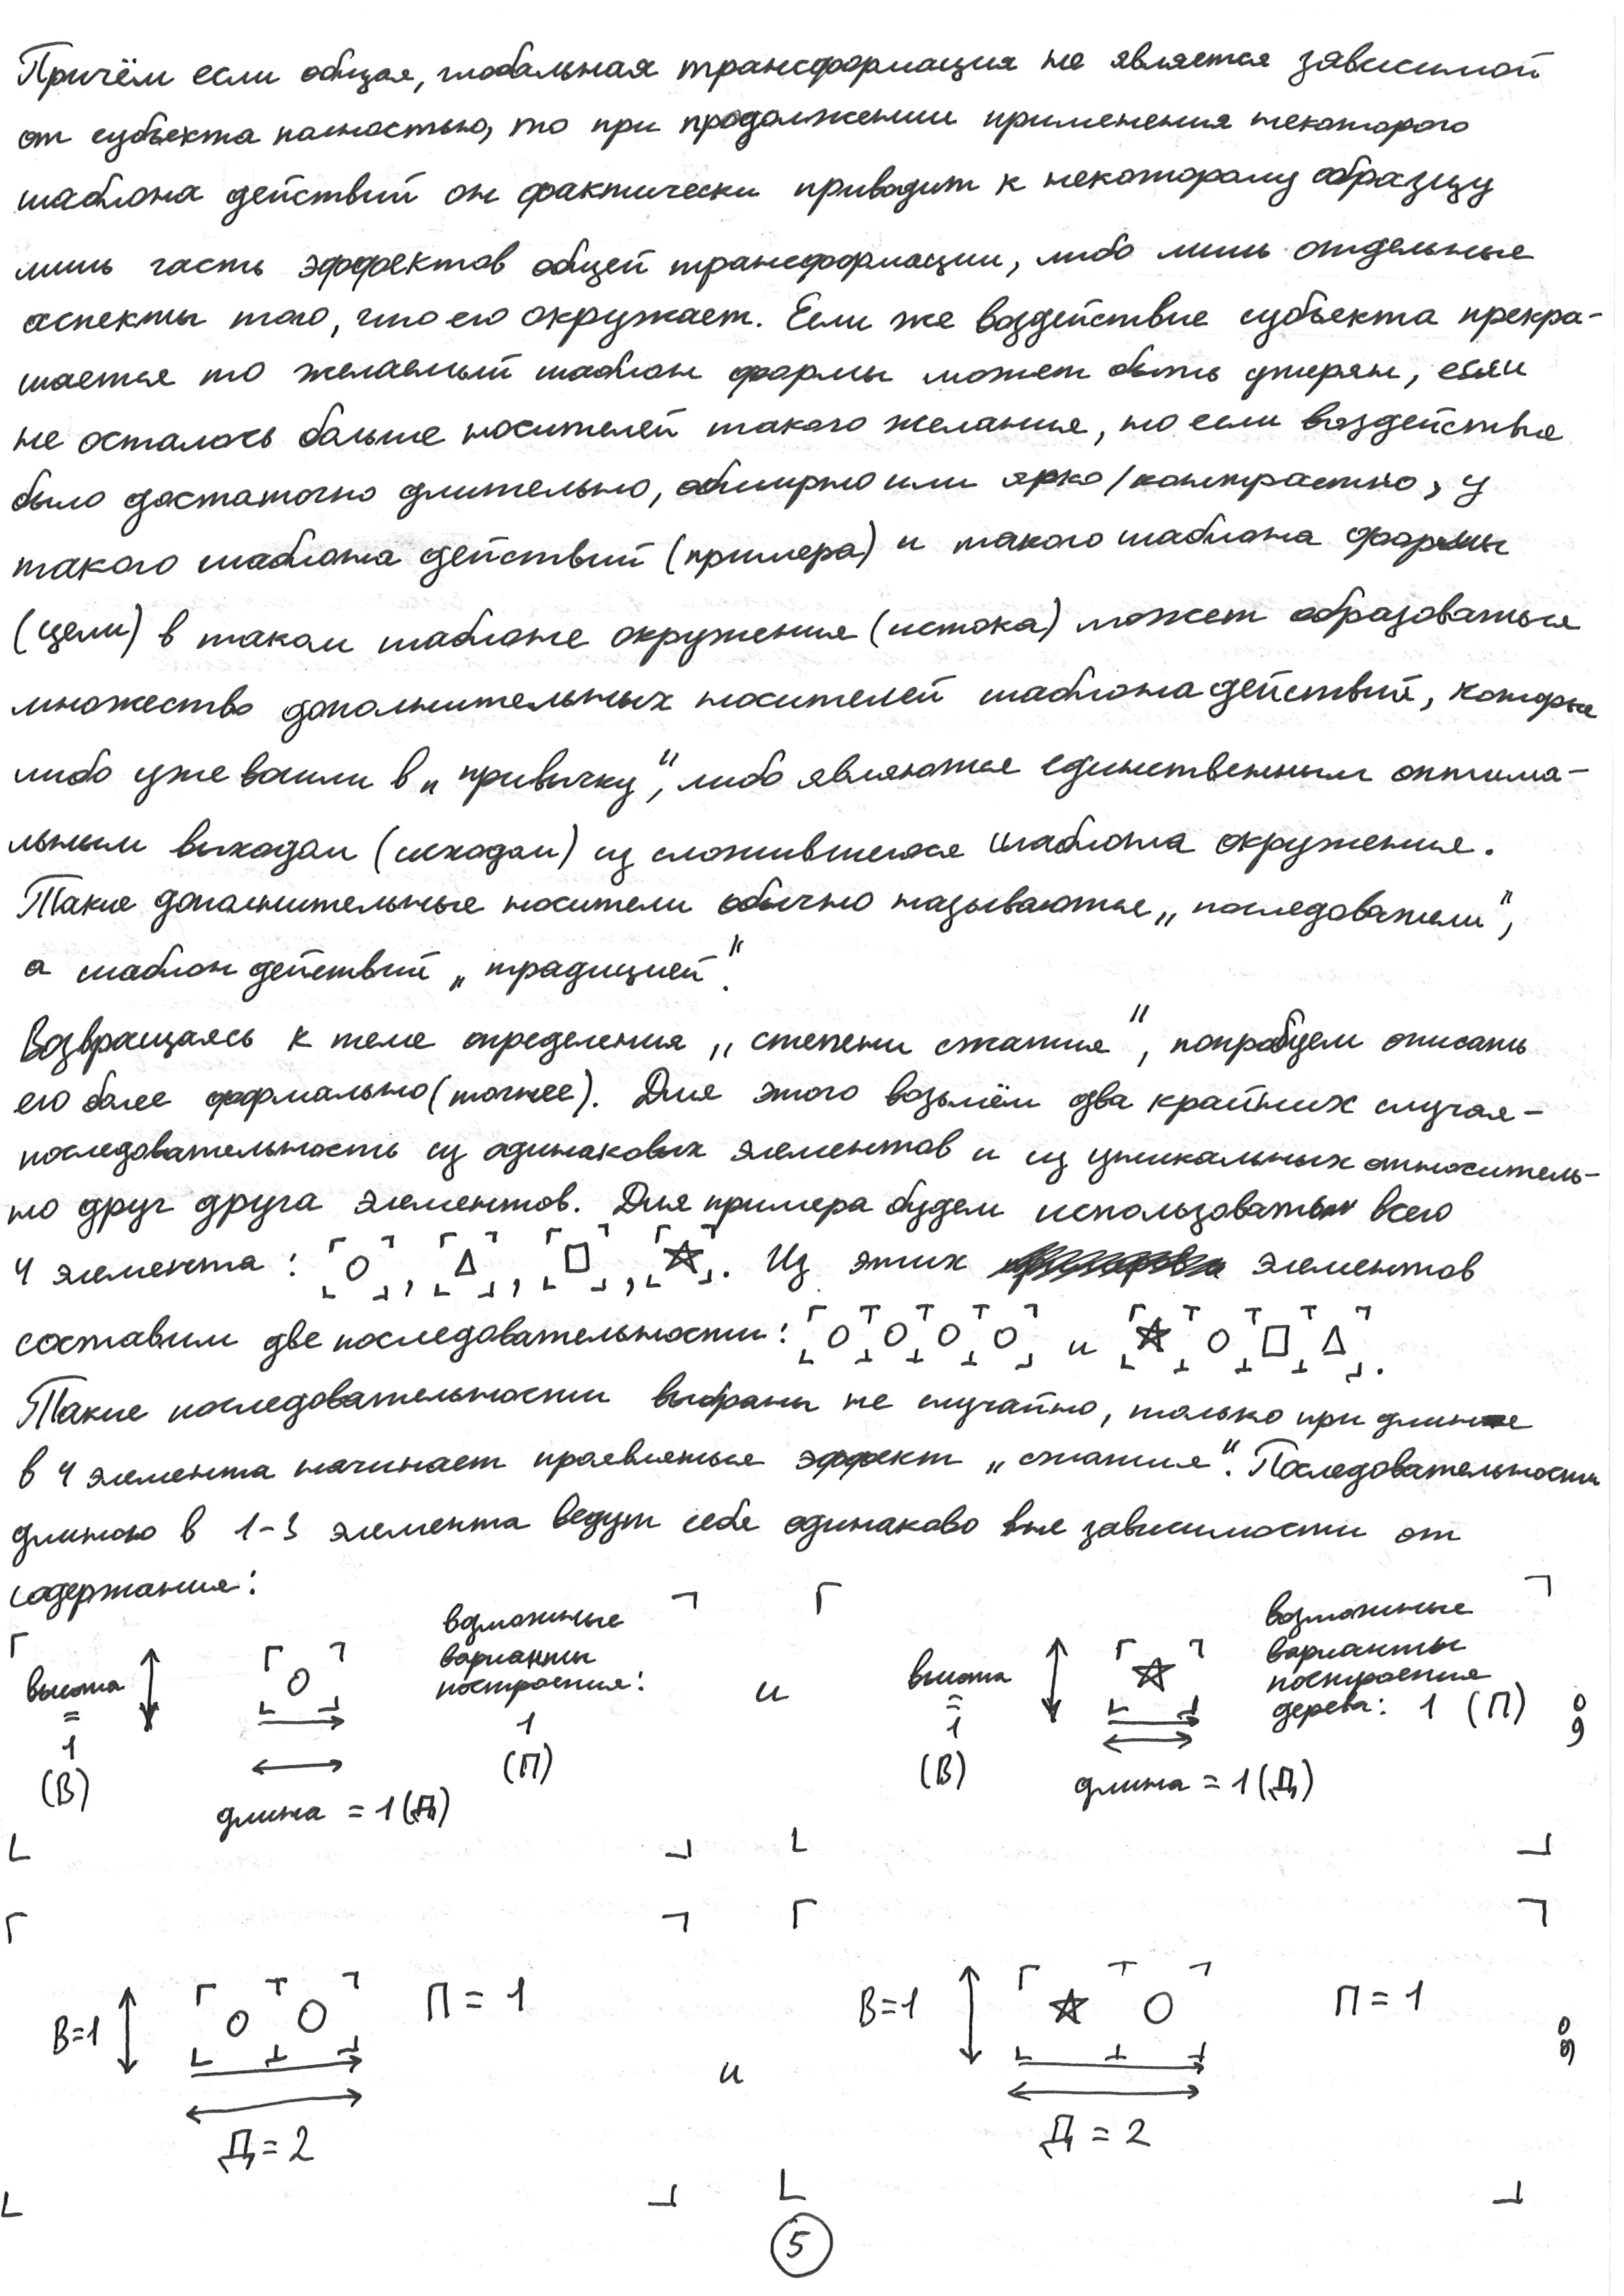 Причём если общая, глобальная трансформация не является зависимой
от субъекта полностью, то при продолжении применения некоторого
шаблона действий он фактически приводит к некоторому образцу
лишь часть эффектов общей трансформации, либо лишь отдельные
аспекты того, что его окружает. Если же воздействие субъекта прекра-
щается то желаемый шаблон формы может быть утерян, если
не осталось больше носителей такого желания, но если воздействие
было достаточно длительно, обширно или ярко/контрастно, у
такого шаблона действий (примера) и такого шаблона формы
(цели) в таком шаблоне окружения (истока) может образоваться
множество дополнительных носителей шаблона действий, которые
либо уже вошли в „привычку“, либо являются единственным оптима-
льным выходом (исходом) из сложившегося шаблона окружения.
Такие дополнительные носители обычно называются „последователи“,
а шаблон действий „традицией“.
Возвращаясь к теме определения „степени сжатия“, попробуем описать
его более формально (точнее). Для этого возьмём два крайних случая –
последовательность из одинаковых элементов и из уникальных относитель-
но друг друга элементов. Для примера будем использовать всего
4 элемента: ○, △, □, ☆. Из этих элементов
составим две последовательности: ○ ○ ○ ○ и ☆ ○ □ △.
Такие последовательности выбраны не случайно, только при длине
в 4 элемента начинает проявляться эффект „сжатия“. Последовательности
длиною в 1-3 элемента ведут себя одинаково вне зависимости от
содержания:
высота = 1 (В) ○ длина = 1 (Д) возможные варианты построения: 1 (П)
и
высота = 1 (В) ☆ длина = 1 (Д) возможные варианты построения дерева: 1 (П)
В=1 ○ ○ П = 1
Д = 2
и
В=1 ☆ ○ П = 1
Д = 2
5